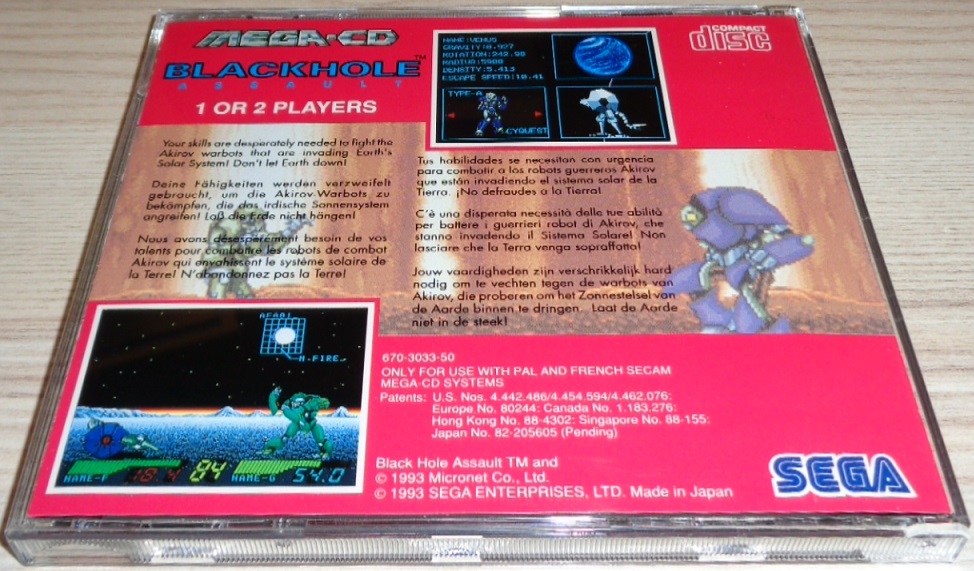 MEGA-CD
BLACKHOLE™
ASSAULT
1 OR 2 PLAYERS
COMPACT
disc
NAME:VENUS
GRAVITY:0.907
ROTATION:243.00
DENSITY:5.413
ESCAPE SPEED:10.41
TYPE-A
CYQUEST
Your skills are desperately needed to fight the
Akirov warbots that are invading Earth's
Solar System! Don't let Earth down!
Deine Fähigkeiten werden verzweifelt
gebraucht, um die Akirov-Warbots zu
bekämpfen, die das irdische Sonnensystem
angreifen! Laß die Erde nicht hängen!
Nous avons désespérément besoin de vos
talents pour combattre les robots de combat
Akirov qui envahissent le système solaire de
la Terre! N'abandonnez pas la Terre!
Tus habilidades se necesitan con urgencia
para combatir a los robots guerreros Akirov
que están invadiendo el sistema solar de la
Tierra. ¡No defraudes a la Tierra!
C'è una disperata necessità delle tue abilità
per battere i guerrieri robot di Akirov, che
stanno invadendo il Sistema Solare! Non
lasciare che la Terra venga sopraffatta!
Jouw vaardigheden zijn verschrikkelijk hard
nodig om te vechten tegen de warbots van
Akirov, die proberen om het Zonnestelsel van
de Aarde binnen te dringen. Laat de Aarde
niet in de steek!
M-FIRE
NAME-F 18.4 84 NAME-G 54.0
670-3033-50
ONLY FOR USE WITH PAL AND FRENCH SECAM
MEGA-CD SYSTEMS
Patents: U.S. Nos. 4.442.486/4.454.594/4.462.076:
Europe No. 80244: Canada No. 1.183.276:
Hong Kong No. 88-4302: Singapore No. 88-155:
Japan No. 82-205605 (Pending)
Black Hole Assault TM and
© 1993 Micronet Co., Ltd.
© 1993 SEGA ENTERPRISES, LTD. Made in Japan
SEGA